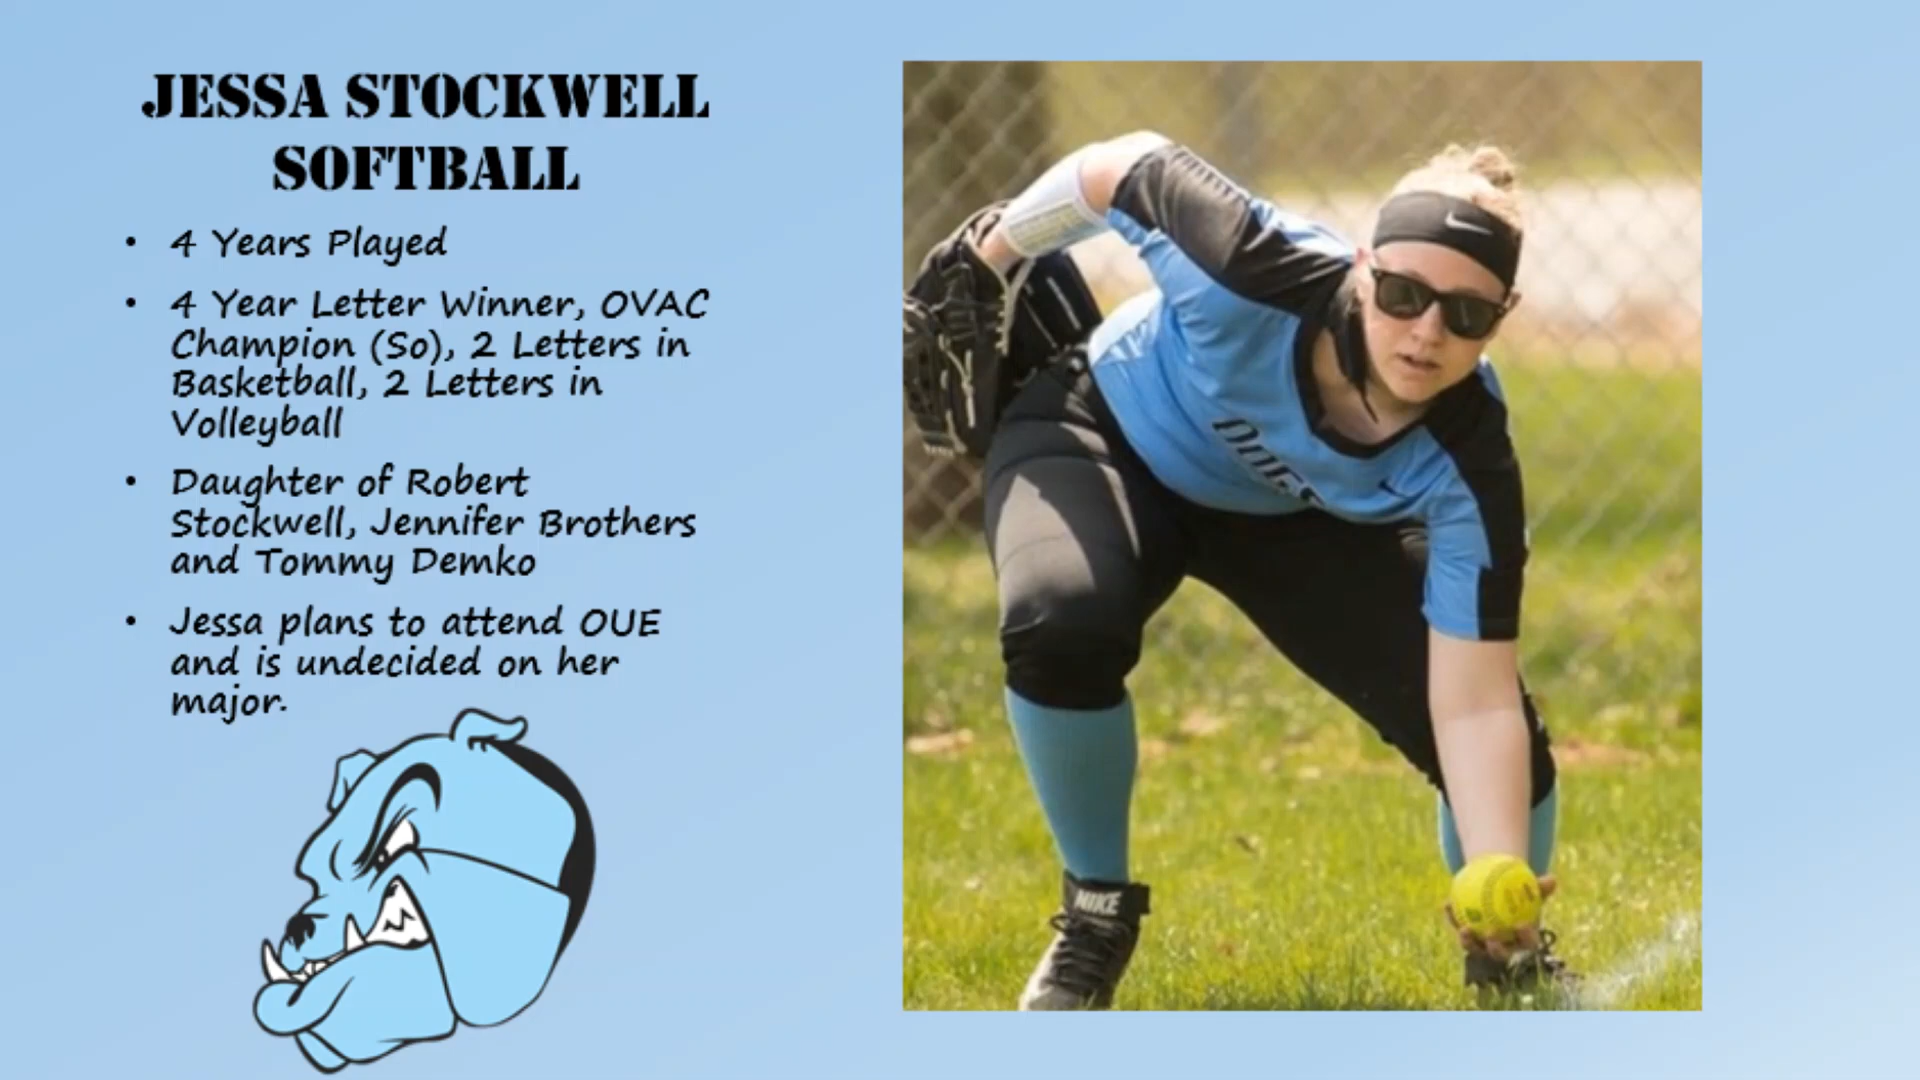 JESSA STOCKWELL
SOFTBALL
• 4 Years Played
• 4 Year Letter Winner, OVAC
Champion (So), 2 Letters in
Basketball, 2 Letters in
Volleyball
• Daughter of Robert
Stockwell, Jennifer Brothers
and Tommy Demko
• Jessa plans to attend OUE
and is undecided on her
major.
DOGS
NIKE